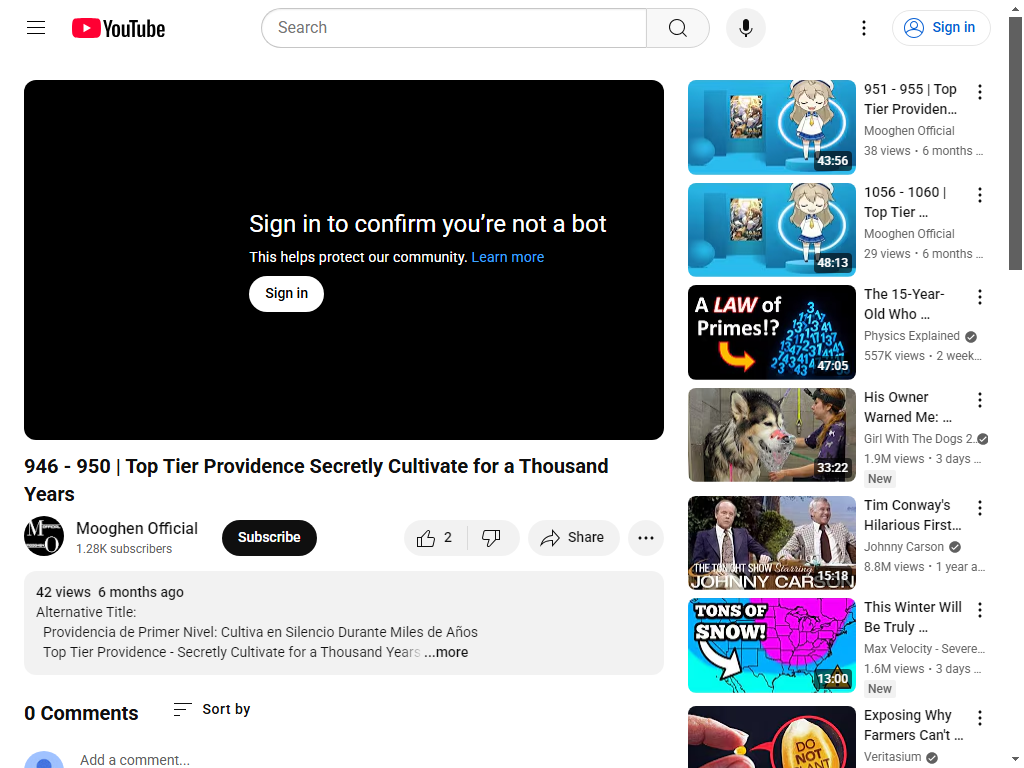 YouTube
Search
Sign in
Sign in to confirm you’re not a bot
This helps protect our community. Learn more
Sign in
946 - 950 | Top Tier Providence Secretly Cultivate for a Thousand
Years
Mooghen Official
1.28K subscribers
Subscribe
2
Share
42 views 6 months ago
Alternative Title:
Providencia de Primer Nivel: Cultiva en Silencio Durante Miles de Años
Top Tier Providence - Secretly Cultivate for a Thousand Years ...more
0 Comments
Sort by
Add a comment...
43:56
951 - 955 | Top
Tier Providen...
Mooghen Official
38 views • 6 months ...
48:13
1056 - 1060 |
Top Tier ...
Mooghen Official
29 views • 6 months ...
A LAW of
Primes!?
47:05
The 15-Year-
Old Who ...
Physics Explained
557K views • 2 week...
33:22
His Owner
Warned Me: ...
Girl With The Dogs 2...
1.9M views • 3 days ...
New
THE TONIGHT SHOW Starring
JOHNNY CARSON
15:18
Tim Conway's
Hilarious First...
Johnny Carson
8.8M views • 1 year a...
TONS OF
SNOW!
13:00
This Winter Will
Be Truly ...
Max Velocity - Severe...
1.6M views • 3 days ...
New
DO
NOT
Exposing Why
Farmers Can't ...
Veritasium